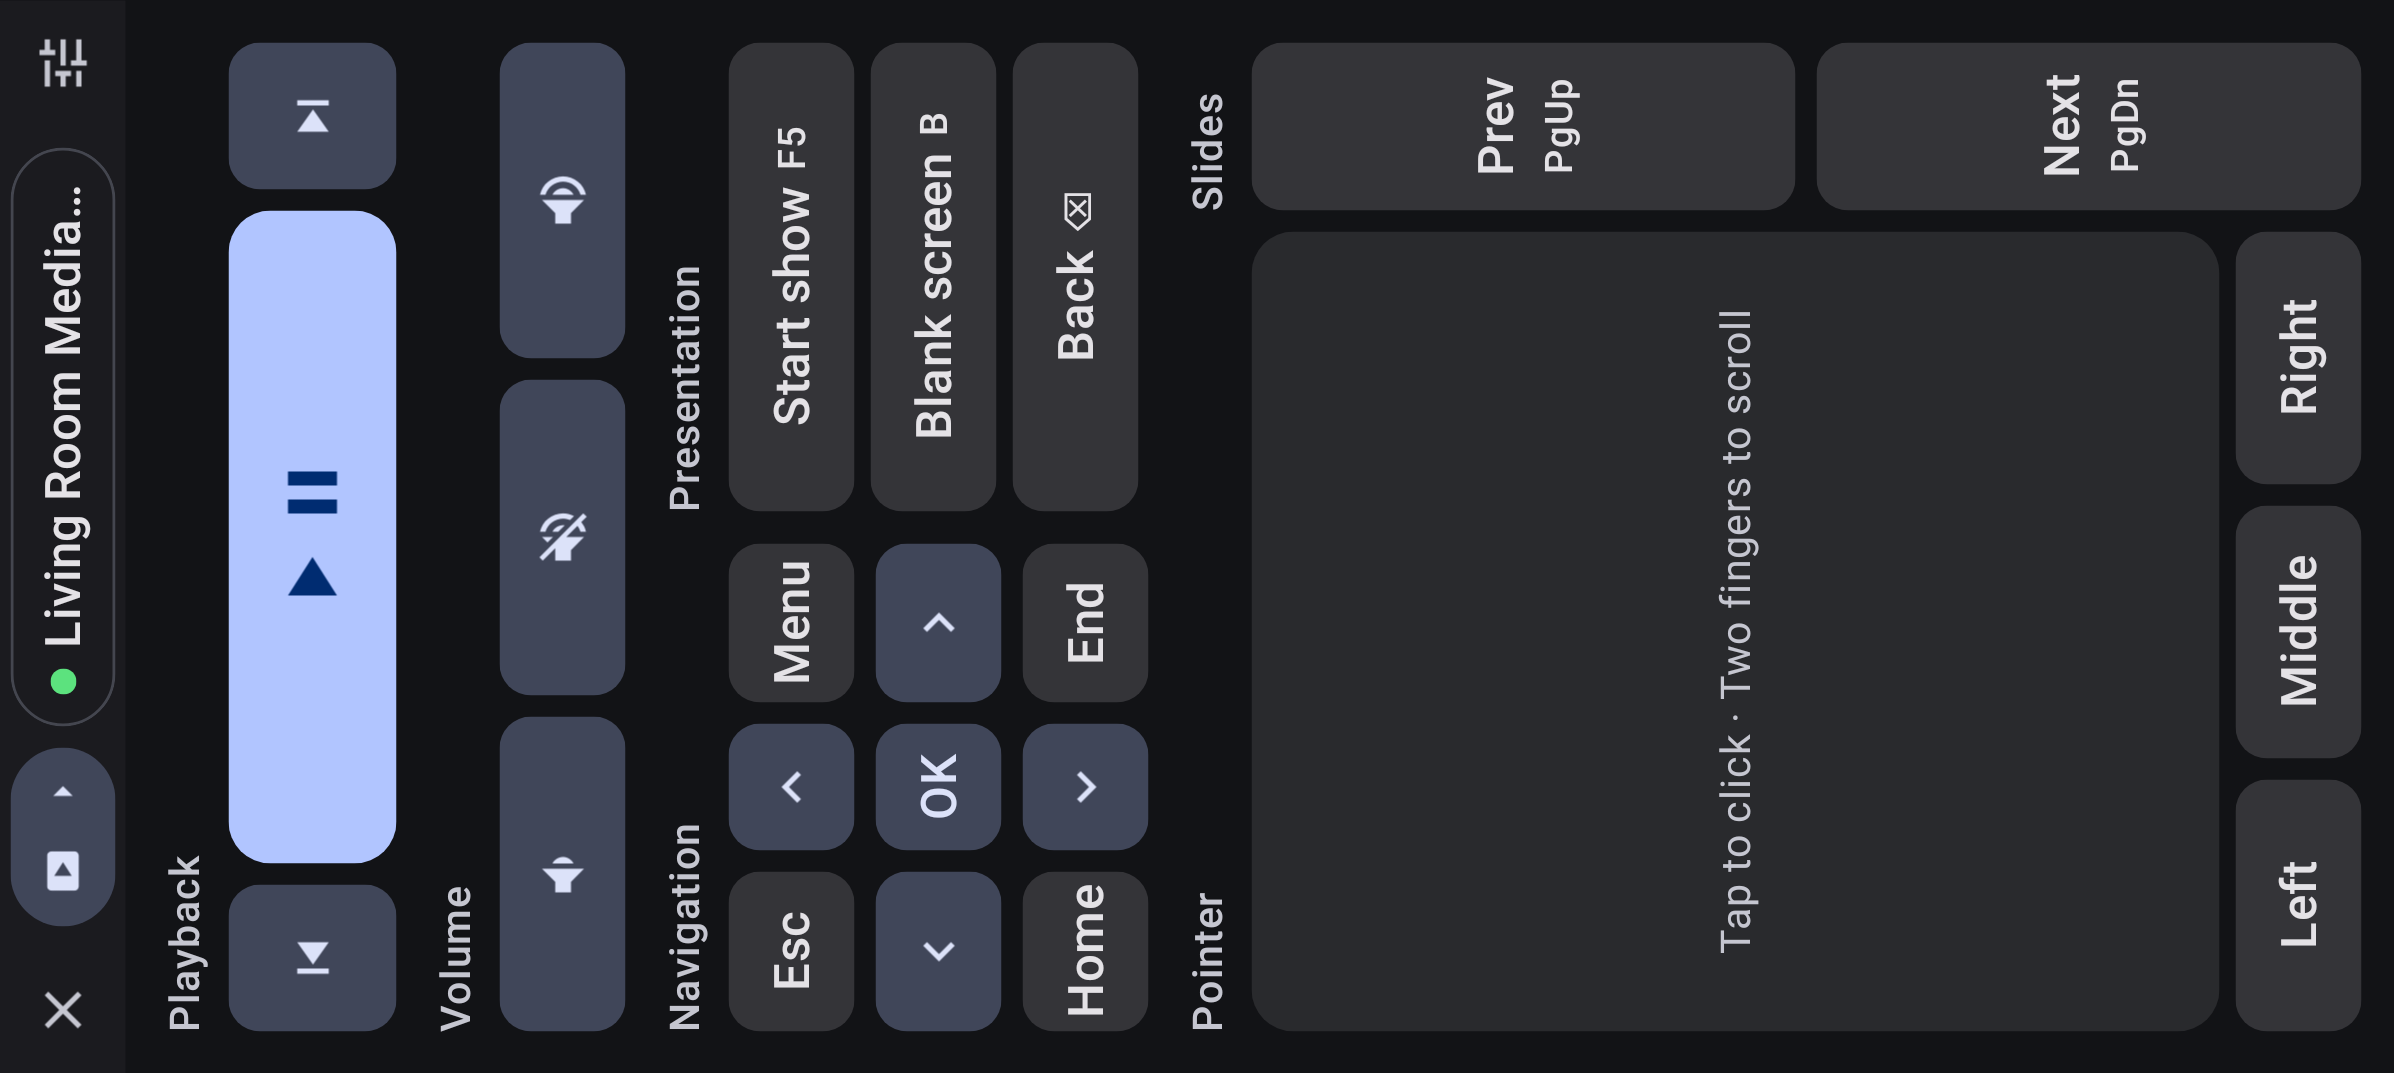 Living Room Media...
Playback
Volume
Navigation
Presentation
Esc
Menu
Start show F5
OK
Blank screen B
Home
End
Back
Pointer
Slides
Tap to click · Two fingers to scroll
Prev
PgUp
Next
PgDn
Left
Middle
Right